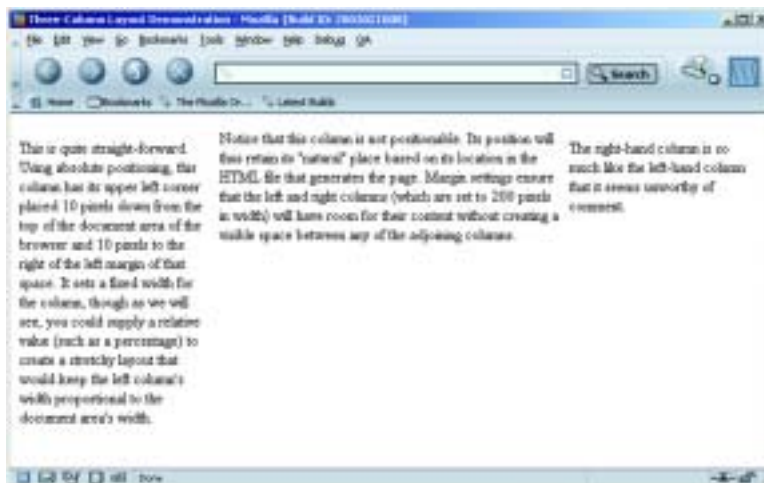 Three-Column Layout Demonstration - Mozilla {Build ID:
File Edit View Go Bookmarks Tools Window Help Debug QA
Search
Home Bookmarks The Mozilla Or... Latest Builds
This is quite straight-forward.
Using absolute positioning, this
column has its upper left corner
placed 10 pixels down from the
top of the document area of the
browser and 10 pixels to the
right of the left margin of that
space. It sets a fixed width for
the column, though as we will
see, you could supply a relative
value (such as a percentage) to
create a stretchy layout that
would keep the left column's
width proportional to the
document area's width.
Notice that this column is not positionable. Its position will
thus retain its "natural" place based on its location in the
HTML file that generates the page. Margin settings ensure
that the left and right columns (which are set to 200 pixels
in width) will have room for their content without creating a
visible space between any of the adjoining columns.
The right-hand column is so
much like the left-hand column
that it seems unworthy of
comment.
Done